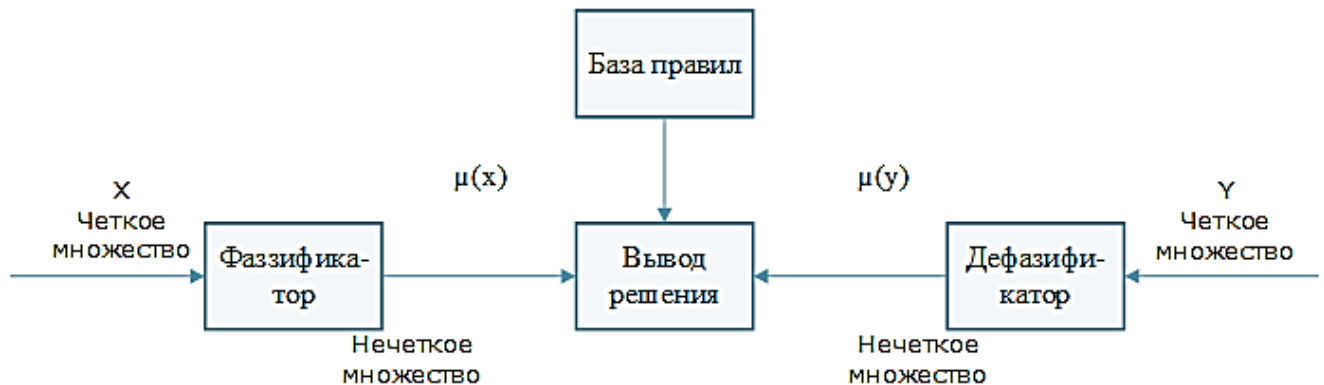 База правил
μ(x)
μ(y)
X
Четкое
множество
Y
Четкое
множество
Фаззифика-
тор
Вывод
решения
Дефазифи-
катор
Нечеткое
множество
Нечеткое
множество